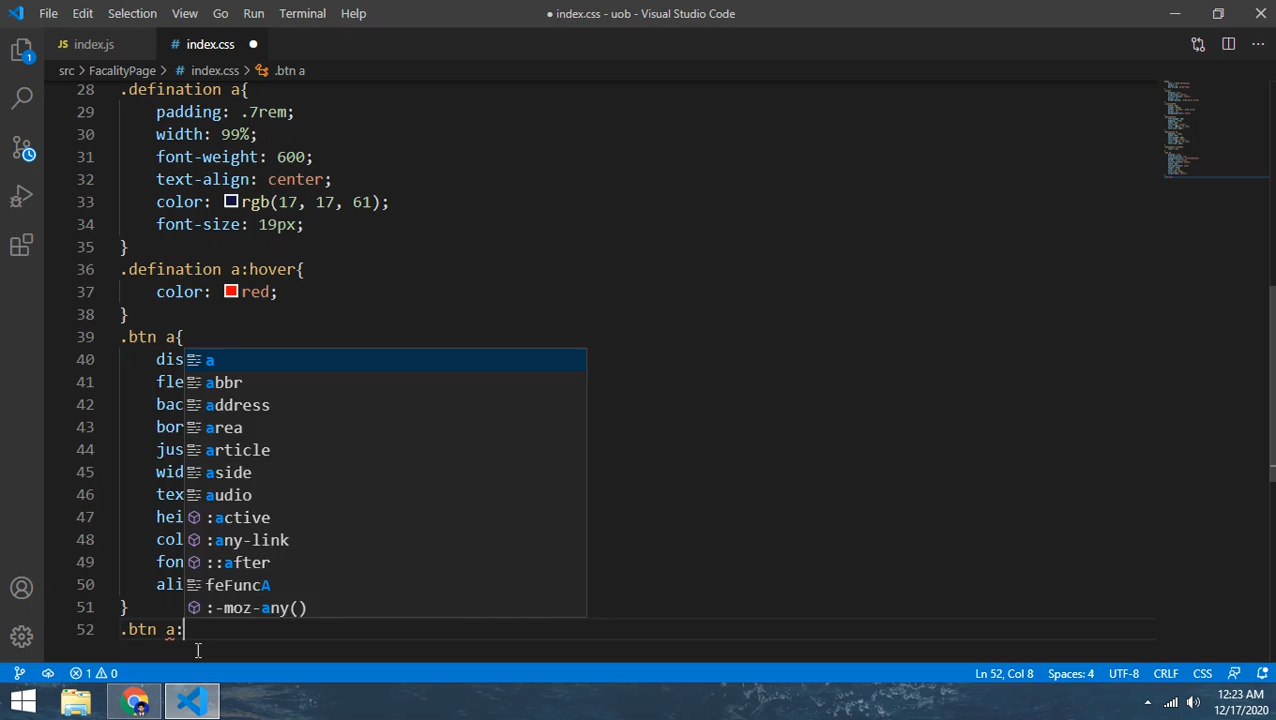 File Edit Selection View Go Run Terminal Help
● index.css - uob - Visual Studio Code
JS index.js
# index.css ●
src > FacalityPage > # index.css > .btn a
28 .defination a{
29 padding: .7rem;
30 width: 99%;
31 font-weight: 600;
32 text-align: center;
33 color: rgb(17, 17, 61);
34 font-size: 19px;
35 }
36 .defination a:hover{
37 color: red;
38 }
39 .btn a{
40 dis a
41 fle abbr
42 bac address
43 bor area
44 jus article
45 wid aside
46 tex audio
47 hei :active
48 col :any-link
49 fon ::after
50 ali feFuncA
51 } :-moz-any()
52 .btn a:
1 0 Ln 52, Col 8 Spaces: 4 UTF-8 CRLF CSS
12:23 AM
12/17/2020